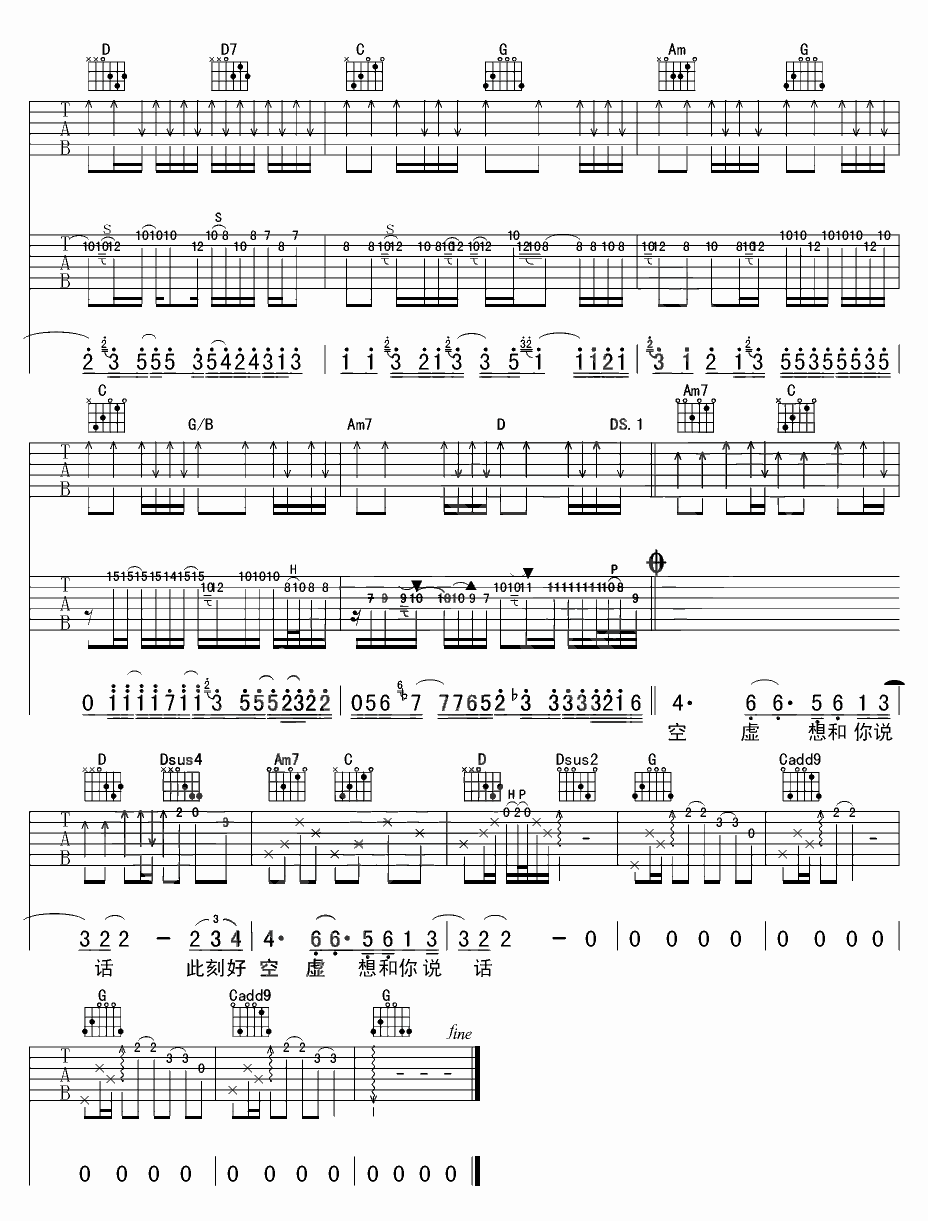 D D7 C G Am G
T A B
S
S S
T A B 10 10 12 10 10 10 12 10 8 10 8 7 8 7 8 8 10 12 10 8 10 12 10 12 10 12 10 8 8 8 10 8 10 12 8 10 8 10 12 10 10 12 10 10 10 12 10
2 3 5 5 5 3 5 4 2 4 3 1 3 1 1 3 2 1 3 3 5 1 1 1 2 1 3 1 2 1 3 5 5 3 5 5 5 3 5
C G/B Am7 D DS.1 Am7 C
T A B
H P
T A B 15 15 15 15 15 14 15 15 10 12 10 10 10 8 10 8 8 7 9 9 10 10 10 9 7 10 10 11 11 11 11 11 11 10 8 9
0 1 1 1 1 7 1 1 3 5 5 5 2 3 2 2 0 5 6 7 7 7 6 5 2 ♭3 3 3 3 3 2 1 6 4· 6 6· 5 6 1 3
空 虚 想和 你说
D Dsus4 Am7 C D Dsus2 G Cadd9
H P
T A B 2 0 3 0 2 0 - 2 2 3 3 0 2 2 -
3 2 2 - 2 3 4 4· 6 6· 5 6 1 3 3 2 2 - 0 0 0 0 0 0 0 0 0
话 此刻好 空 虚 想和你 说 话
G Cadd9 G
fine
T A B 2 2 3 3 0 2 2 3 3 - - -
0 0 0 0 0 0 0 0 0 0 0 0